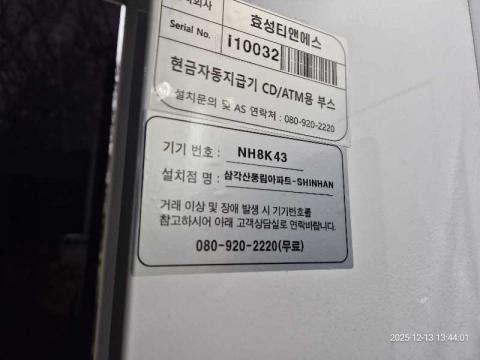 회사 효성티앤에스
Serial No. i10032
현금자동지급기 CD/ATM용 부스
설치문의 및 AS 연락처 : 080-920-2220
기기 번호 : NH8K43
설치점 명 : 삼각산풍림아파트-SHINHAN
거래 이상 및 장애 발생 시 기기번호를
참고하시어 아래 고객상담실로 연락바랍니다.
080-920-2220(무료)
2025-12-13 13:44:01